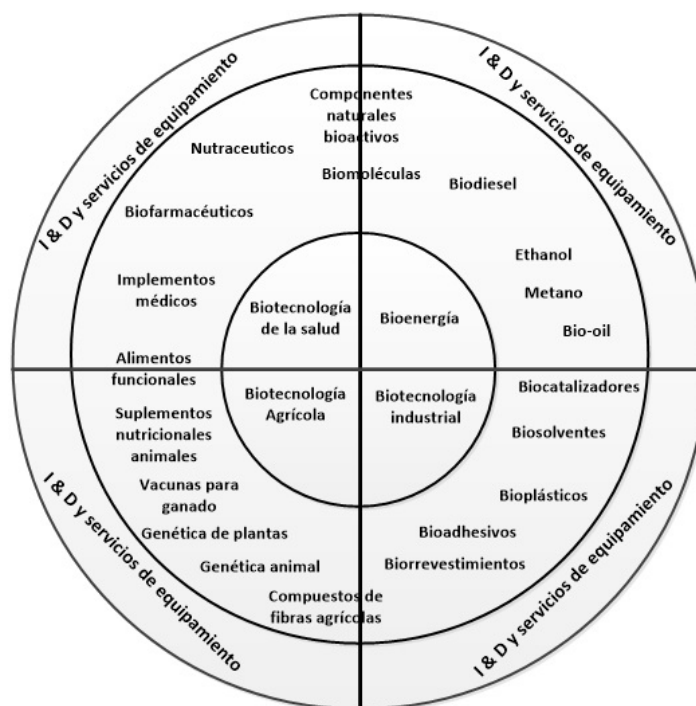 I & D y servicios de equipamiento
I & D y servicios de equipamiento
Componentes
naturales
bioactivos
Nutraceuticos
Biomoléculas
Biodiesel
Biofarmacéuticos
Ethanol
Implementos
médicos
Metano
Biotecnología
de la salud
Bioenergía
Bio-oil
Alimentos
funcionales
Biotecnología
Agrícola
Biotecnología
industrial
Biocatalizadores
Suplementos
nutricionales
animales
Biosolventes
Vacunas para
ganado
Bioplásticos
Genética de plantas
Bioadhesivos
Genética animal
Biorrevestimientos
Compuestos de
fibras agrícolas
I & D y servicios de equipamiento
I & D y servicios de equipamiento